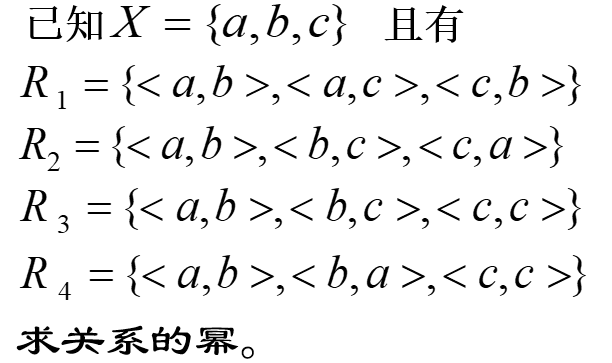 已知 X = {a,b,c} 且有
R₁ = {< a,b >,< a,c >,< c,b >}
R₂ = {< a,b >,< b,c >,< c,a >}
R₃ = {< a,b >,< b,c >,< c,c >}
R₄ = {< a,b >,< b,a >,< c,c >}
求关系的幂。